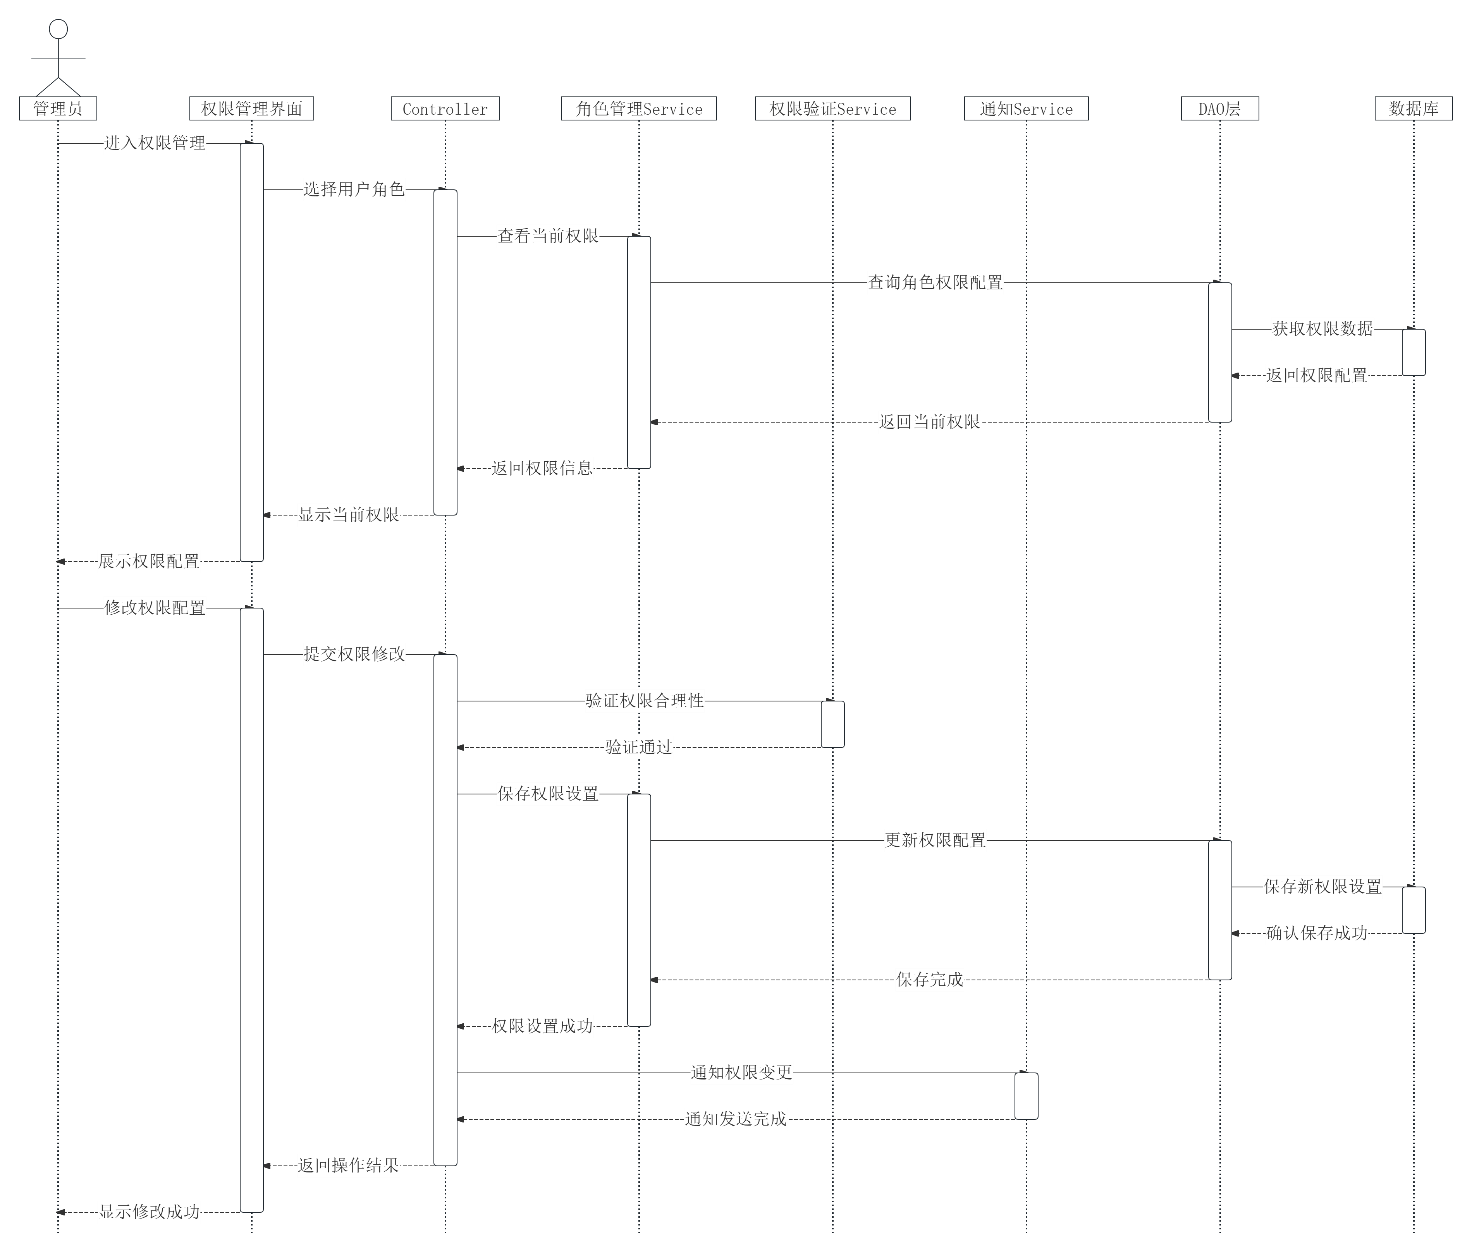 管理员
权限管理界面
Controller
角色管理Service
权限验证Service
通知Service
DAO层
数据库
进入权限管理
选择用户角色
查看当前权限
查询角色权限配置
获取权限数据
返回权限配置
返回当前权限
返回权限信息
显示当前权限
展示权限配置
修改权限配置
提交权限修改
验证权限合理性
验证通过
保存权限设置
更新权限配置
保存新权限设置
确认保存成功
保存完成
权限设置成功
通知权限变更
通知发送完成
返回操作结果
显示修改成功